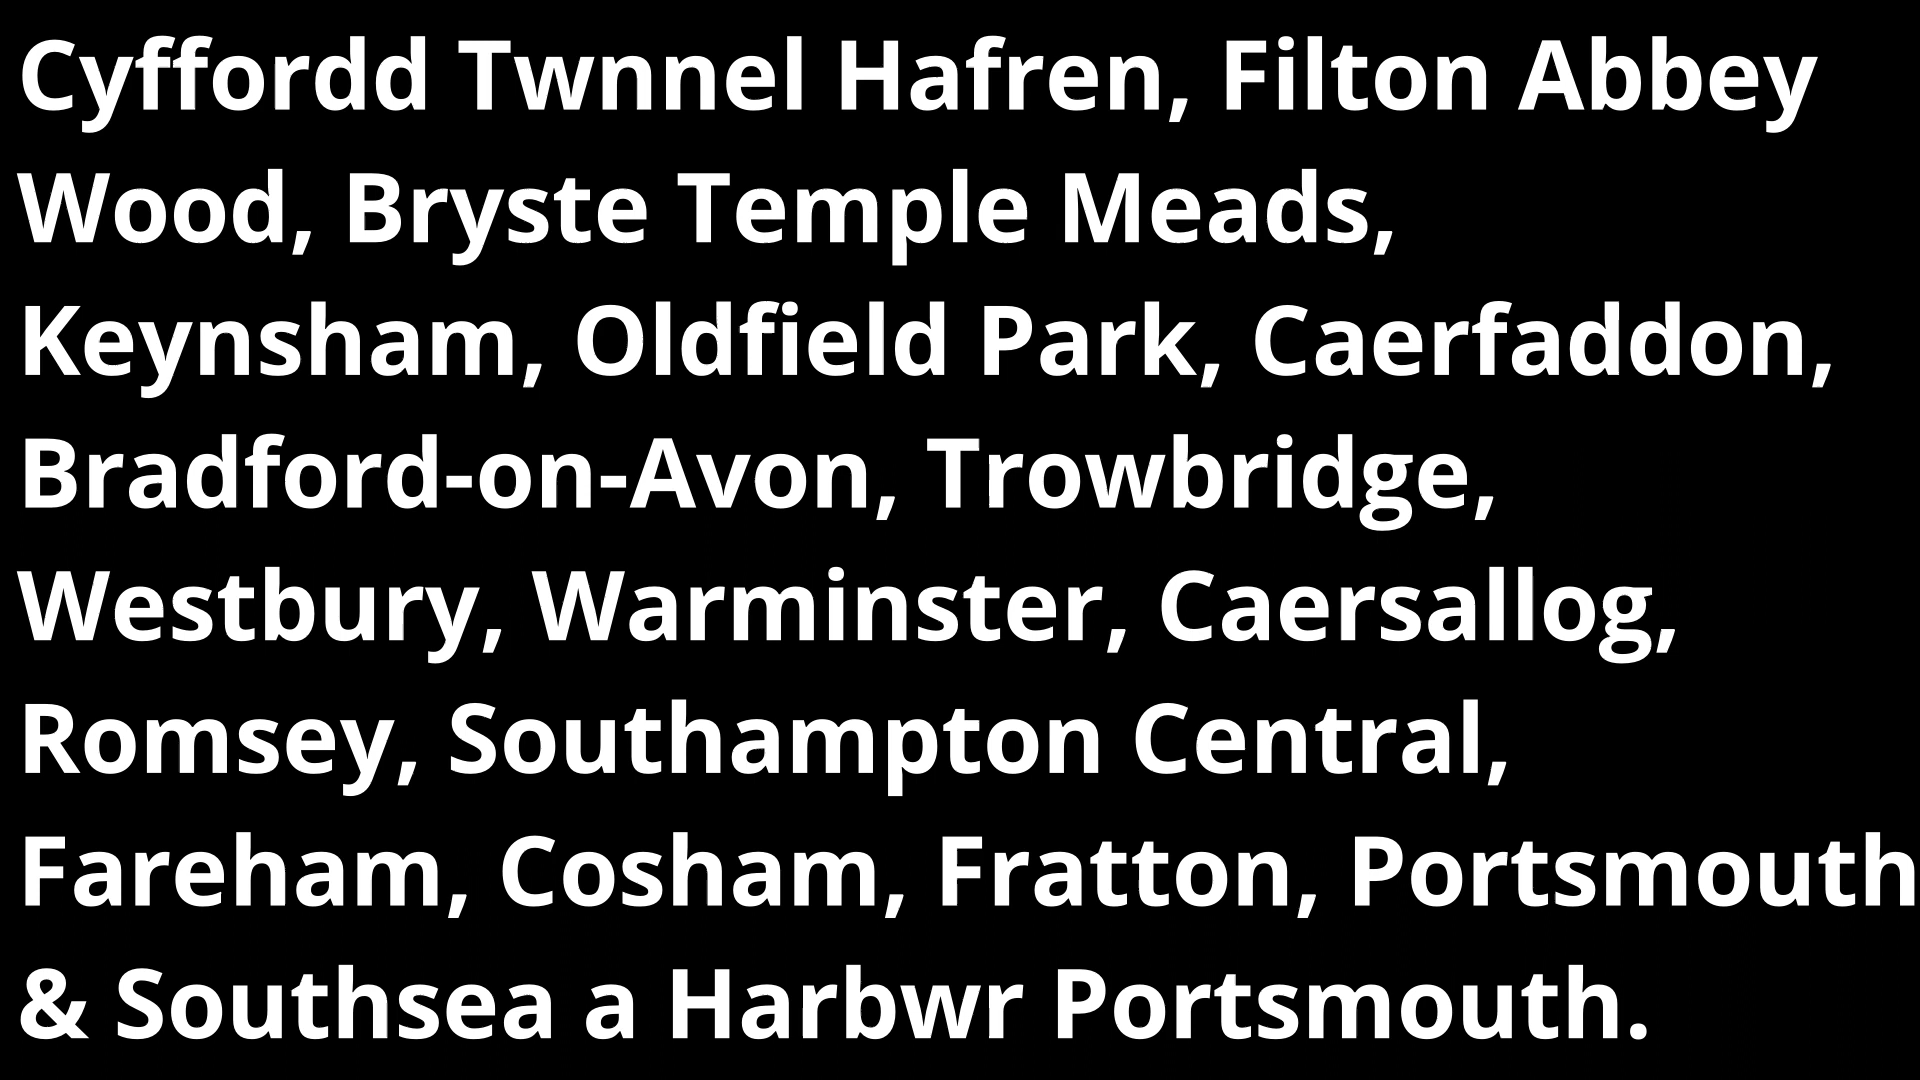 Cyffordd Twnnel Hafren, Filton Abbey
Wood, Bryste Temple Meads,
Keynsham, Oldfield Park, Caerfaddon,
Bradford-on-Avon, Trowbridge,
Westbury, Warminster, Caersallog,
Romsey, Southampton Central,
Fareham, Cosham, Fratton, Portsmouth
& Southsea a Harbwr Portsmouth.